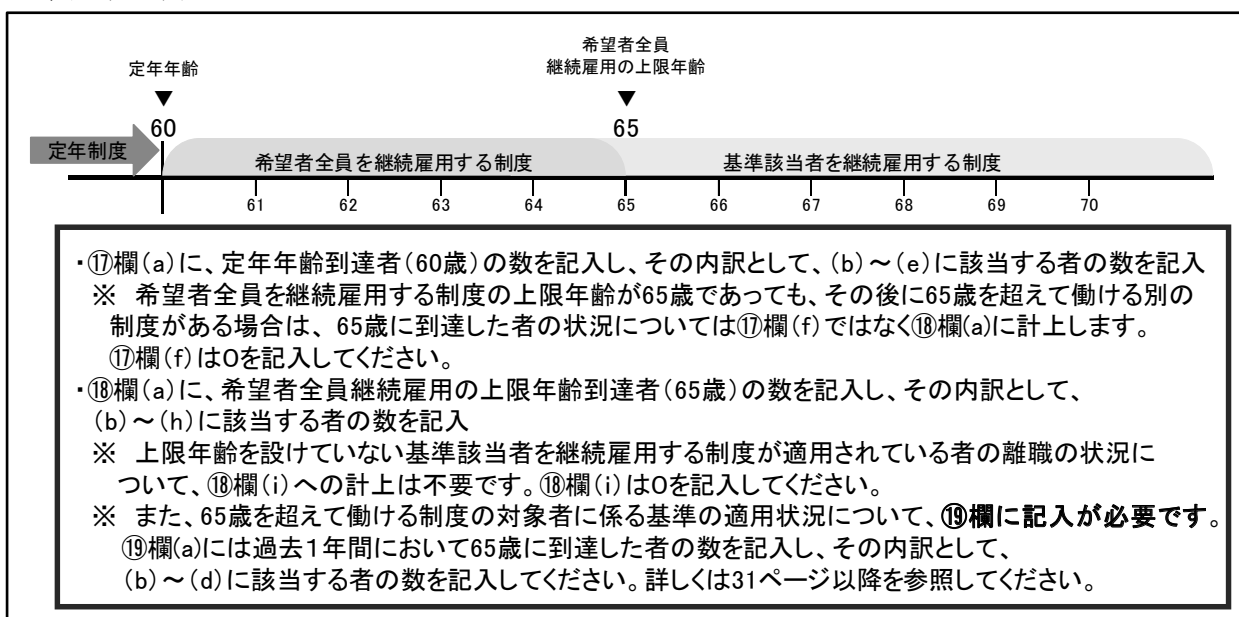 希望者全員
定年年齢 継続雇用の上限年齢
▼ ▼
60 65
定年制度 希望者全員を継続雇用する制度 基準該当者を継続雇用する制度
61 62 63 64 65 66 67 68 69 70
・⑰欄(a)に、定年年齢到達者(60歳)の数を記入し、その内訳として、(b)~(e)に該当する者の数を記入
※ 希望者全員を継続雇用する制度の上限年齢が65歳であっても、その後に65歳を超えて働ける別の
制度がある場合は、65歳に到達した者の状況については⑰欄(f)ではなく⑱欄(a)に計上します。
⑰欄(f)は0を記入してください。
・⑱欄(a)に、希望者全員継続雇用の上限年齢到達者(65歳)の数を記入し、その内訳として、
(b)~(h)に該当する者の数を記入
※ 上限年齢を設けていない基準該当者を継続雇用する制度が適用されている者の離職の状況に
ついて、⑱欄(i)への計上は不要です。⑱欄(i)は0を記入してください。
※ また、65歳を超えて働ける制度の対象者に係る基準の適用状況について、⑲欄に記入が必要です。
⑲欄(a)には過去1年間において65歳に到達した者の数を記入し、その内訳として、
(b)~(d)に該当する者の数を記入してください。詳しくは31ページ以降を参照してください。